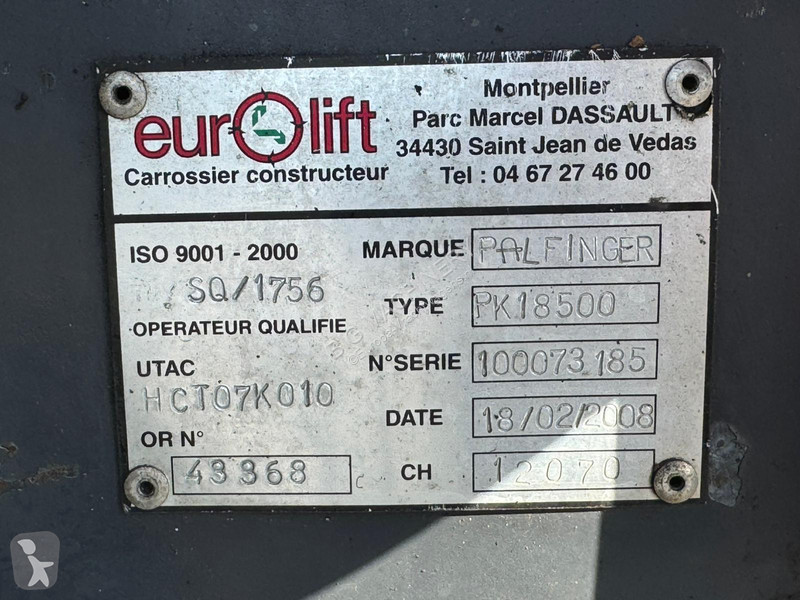 eurolift
Carrossier constructeur
Montpellier
Parc Marcel DASSAULT
34430 Saint Jean de Vedas
Tel : 04 67 27 46 00
ISO 9001 - 2000
SQ/1756
OPERATEUR QUALIFIE
UTAC
HCT07K010
OR N°
43368
MARQUE PALFINGER
TYPE PK18500
N°SERIE 100073185
DATE 18/02/2008
CH 12070